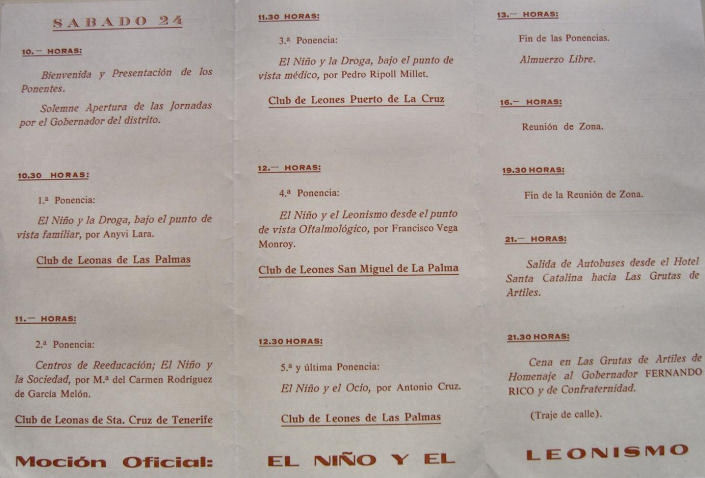 SABADO 24
10.— HORAS:
Bienvenida y Presentación de los
Ponentes.
Solemne Apertura de las Jornadas
por el Gobernador del distrito.
10.30 HORAS:
1.ª Ponencia:
El Niño y la Droga, bajo el punto de
vista familiar, por Anyvi Lara.
Club de Leonas de Las Palmas
11.— HORAS:
2.ª Ponencia:
Centros de Reeducación; El Niño y
la Sociedad, por M.ª del Carmen Rodríguez
de García Melón.
Club de Leonas de Sta. Cruz de Tenerife
11.30 HORAS:
3.ª Ponencia:
El Niño y la Droga, bajo el punto de
vista médico, por Pedro Ripoll Millet.
Club de Leones Puerto de La Cruz
12.— HORAS:
4.ª Ponencia:
El Niño y el Leonismo desde el punto
de vista Oftalmológico, por Francisco Vega
Monroy.
Club de Leones San Miguel de La Palma
12.30 HORAS:
5.ª y última Ponencia:
El Niño y el Ocio, por Antonio Cruz.
Club de Leones de Las Palmas
13.— HORAS:
Fin de las Ponencias.
Almuerzo Libre.
16.— HORAS:
Reunión de Zona.
19.30 HORAS:
Fin de la Reunión de Zona.
21.— HORAS:
Salida de Autobuses desde el Hotel
Santa Catalina hacia Las Grutas de
Artiles.
21.30 HORAS:
Cena en Las Grutas de Artiles de
Homenaje al Gobernador FERNANDO
RICO y de Confraternidad.
(Traje de calle).
Moción Oficial: EL NIÑO Y EL LEONISMO